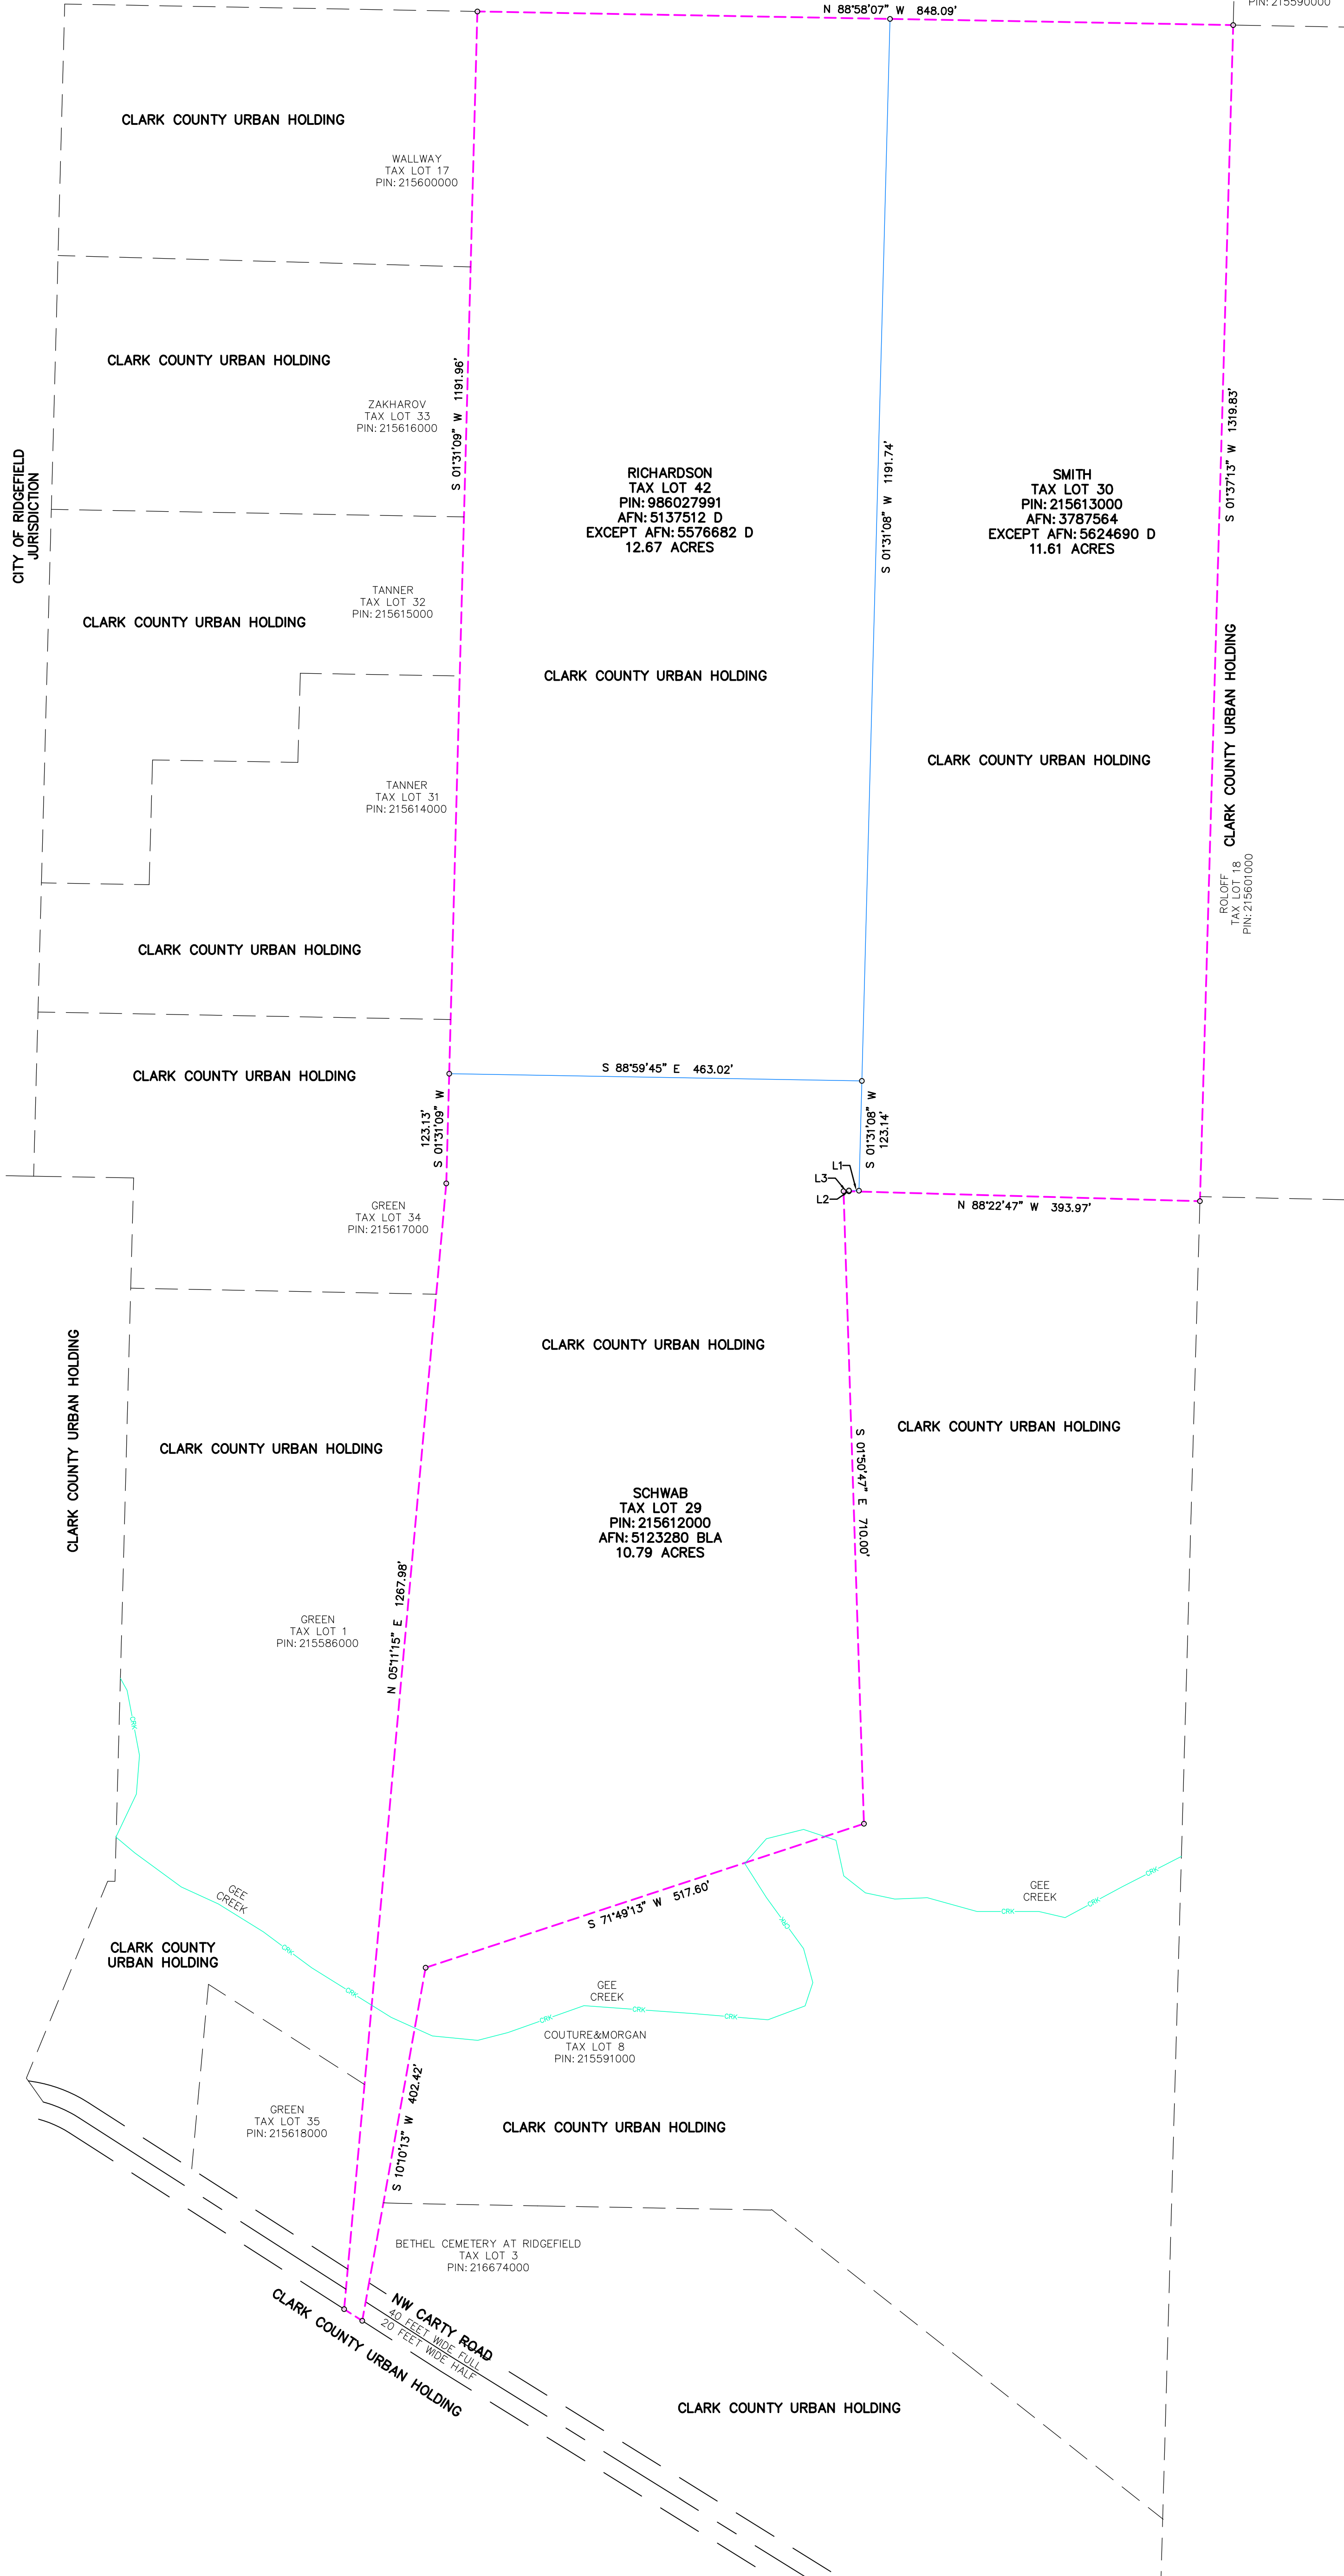 N 88°58'07" W 848.09'
PIN: 215590000
CLARK COUNTY URBAN HOLDING
WALLWAY
TAX LOT 17
PIN: 215600000
CLARK COUNTY URBAN HOLDING
ZAKHAROV
TAX LOT 33
PIN: 215616000
S 01°31'09" W 1191.96'
CITY OF RIDGEFIELD
JURISDICTION
RICHARDSON
TAX LOT 42
PIN: 986027991
AFN: 5137512 D
EXCEPT AFN: 5576682 D
12.67 ACRES
S 01°31'08" W 1191.74'
SMITH
TAX LOT 30
PIN: 215613000
AFN: 3787564
EXCEPT AFN: 5624690 D
11.61 ACRES
S 01°37'13" W 1319.83'
TANNER
TAX LOT 32
PIN: 215615000
CLARK COUNTY URBAN HOLDING
CLARK COUNTY URBAN HOLDING
CLARK COUNTY URBAN HOLDING
CLARK COUNTY URBAN HOLDING
TANNER
TAX LOT 31
PIN: 215614000
ROLOFF
TAX LOT 18
PIN: 215601000
CLARK COUNTY URBAN HOLDING
CLARK COUNTY URBAN HOLDING
S 88°59'45" E 463.02'
123.13'
S 01°31'09" W
S 01°31'08" W
123.14'
L1
L3
L2
N 88°22'47" W 393.97'
GREEN
TAX LOT 34
PIN: 215617000
CLARK COUNTY URBAN HOLDING
CLARK COUNTY URBAN HOLDING
CLARK COUNTY URBAN HOLDING
CLARK COUNTY URBAN HOLDING
S 01°50'47" E 710.00'
SCHWAB
TAX LOT 29
PIN: 215612000
AFN: 5123280 BLA
10.79 ACRES
N 05°11'15" E 1267.98'
GREEN
TAX LOT 1
PIN: 215586000
CRK
CRK
GEE
CREEK
GEE
CREEK
CRK
S 71°49'13" W 517.60'
CRK
CLARK COUNTY
URBAN HOLDING
CRK
CRK
GEE
CREEK
CRK
CRK
CRK
COUTURE&MORGAN
TAX LOT 8
PIN: 215591000
S 10°10'13" W 402.42'
GREEN
TAX LOT 35
PIN: 215618000
CLARK COUNTY URBAN HOLDING
BETHEL CEMETERY AT RIDGEFIELD
TAX LOT 3
PIN: 216674000
NW CARTY ROAD
40 FEET WIDE FULL
20 FEET WIDE HALF
CLARK COUNTY URBAN HOLDING
CLARK COUNTY URBAN HOLDING